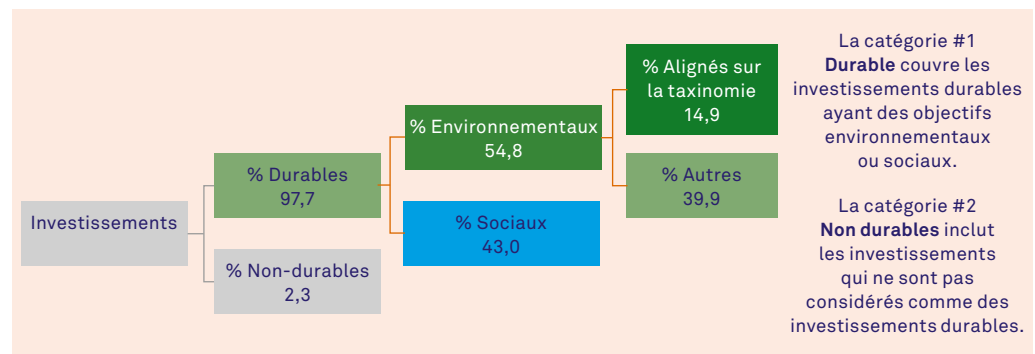 Investissements
% Durables
97,7
% Non-durables
2,3
% Environnementaux
54,8
% Sociaux
43,0
% Alignés sur
la taxinomie
14,9
% Autres
39,9
La catégorie #1
Durable couvre les
investissements durables
ayant des objectifs
environnementaux
ou sociaux.
La catégorie #2
Non durables inclut
les investissements
qui ne sont pas
considérés comme des
investissements durables.